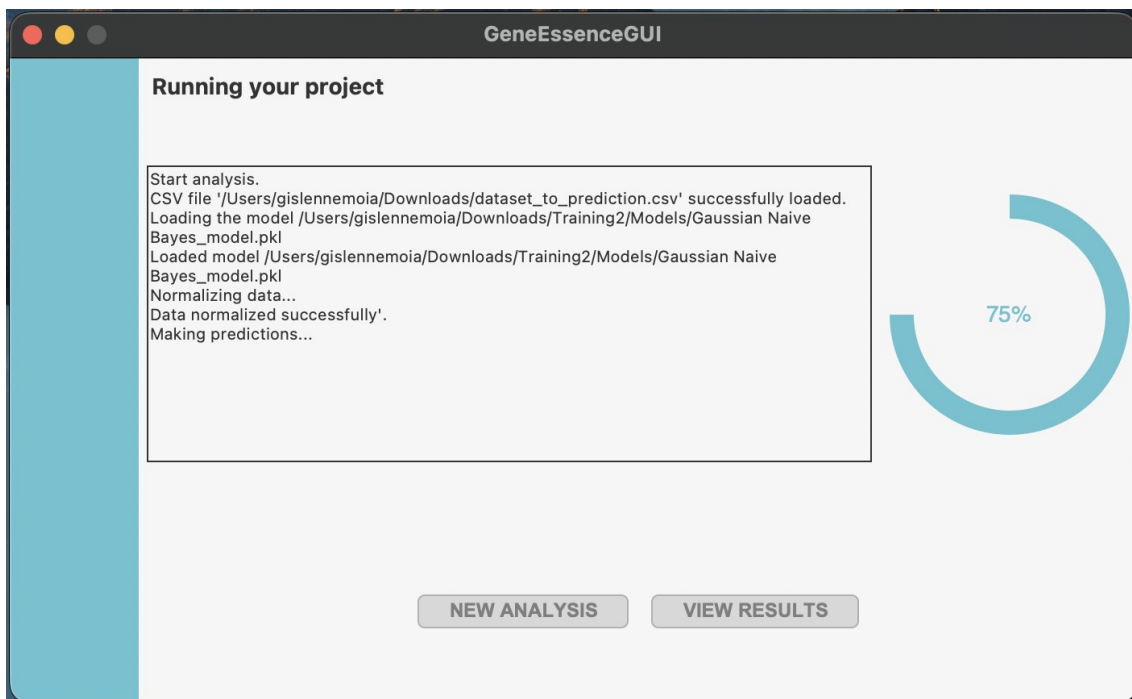 GeneEssenceGUI
Running your project
Start analysis.
CSV file '/Users/gislennemoia/Downloads/dataset_to_prediction.csv' successfully loaded.
Loading the model /Users/gislennemoia/Downloads/Training2/Models/Gaussian Naive
Bayes_model.pkl
Loaded model /Users/gislennemoia/Downloads/Training2/Models/Gaussian Naive
Bayes_model.pkl
Normalizing data...
Data normalized successfully'.
Making predictions...
75%
NEW ANALYSIS
VIEW RESULTS